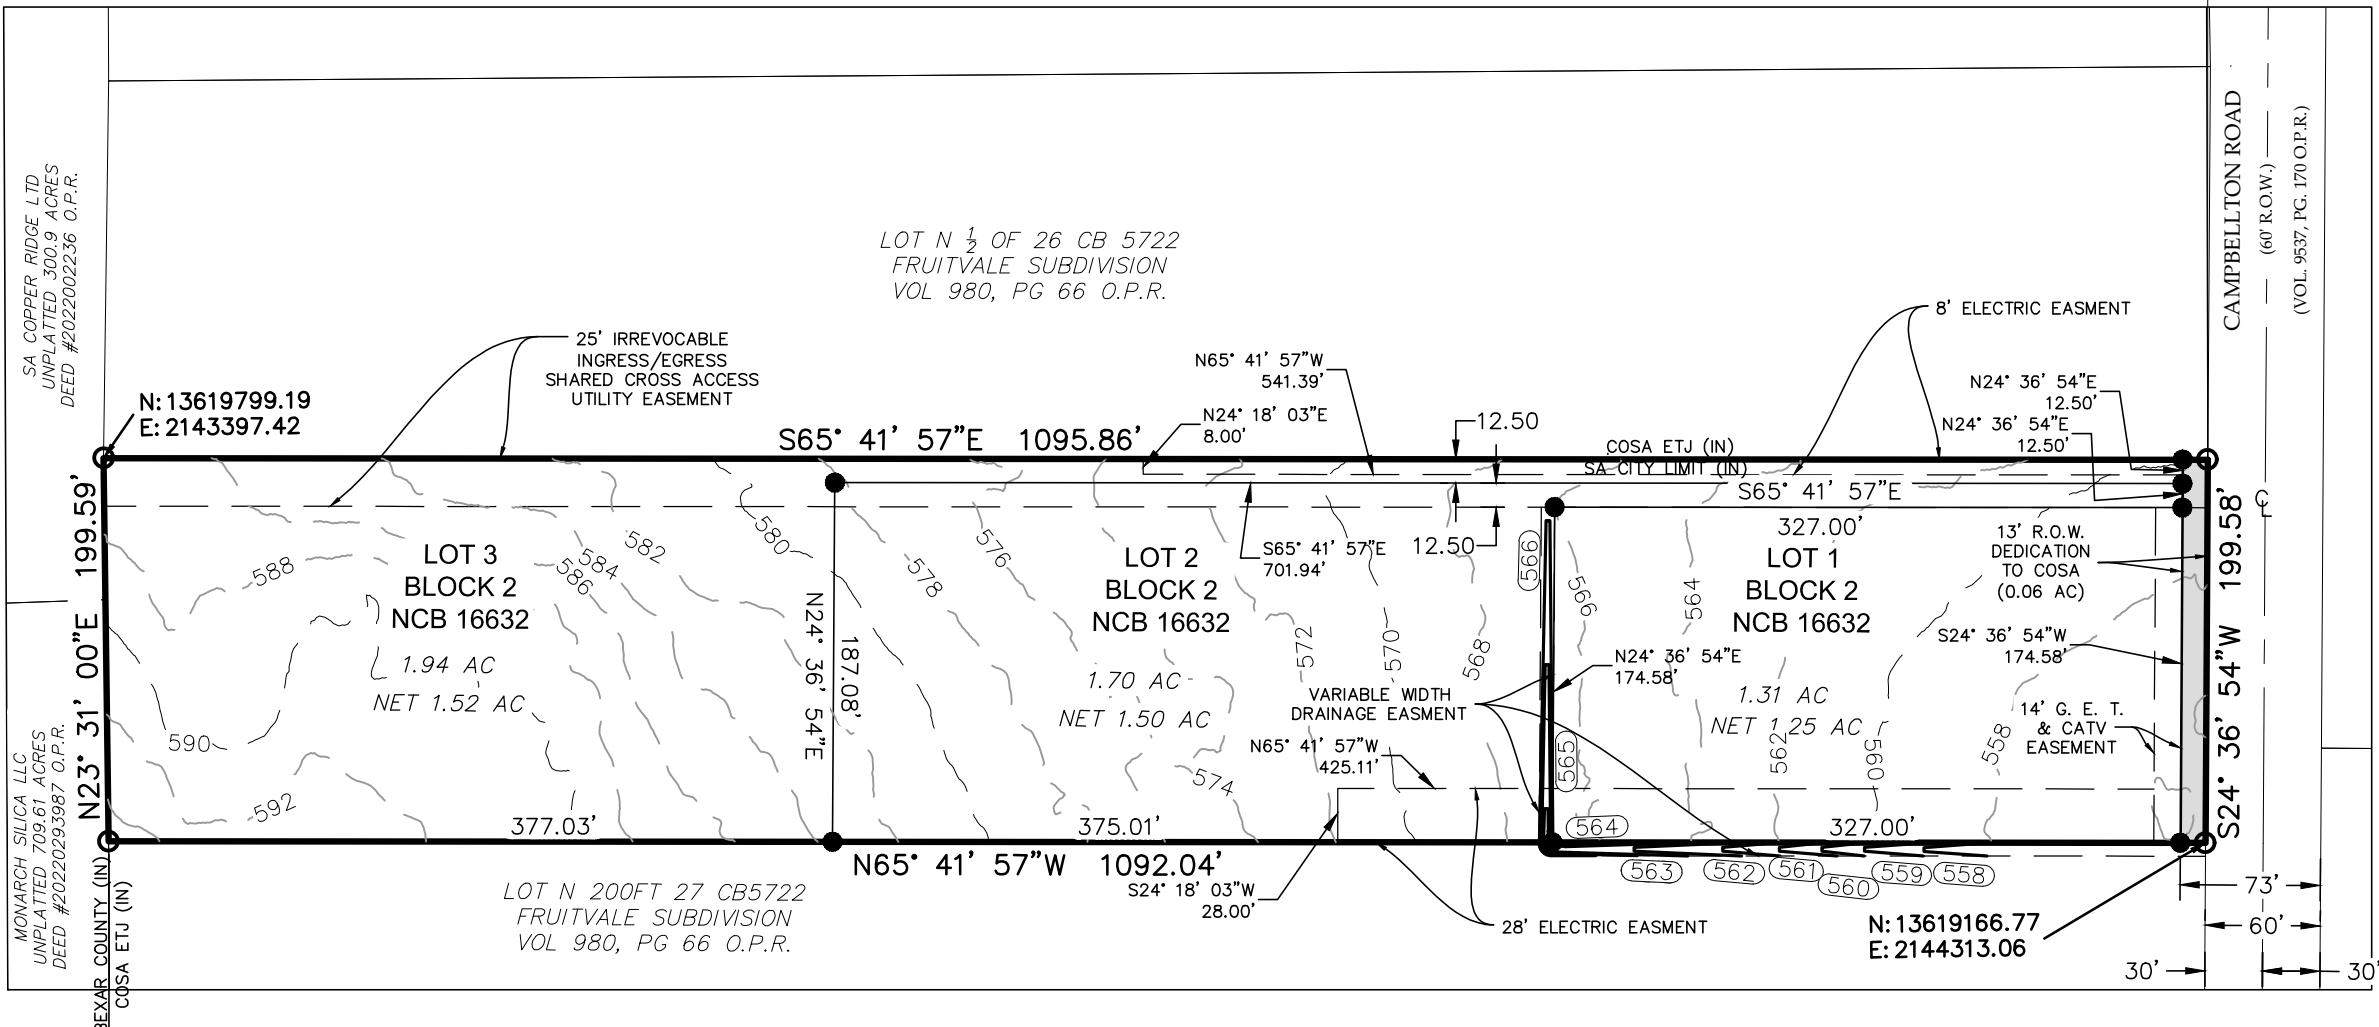 SA COPPER RIDGE LTD
UNPLATTED 300.9 ACRES
DEED #20222002236 O.P.R.
MONARCH SILICA LLC
UNPLATTED 709.61 ACRES
DEED #20220293987 O.P.R.
BEXAR COUNTY (IN)
COSA ETJ (IN)
LOT N 1/2 OF 26 CB 5722
FRUITVALE SUBDIVISION
VOL 980, PG 66 O.P.R.
CAMPBELLTON ROAD
(60' R.O.W.)
(VOL. 9537, PG. 170 O.P.R.)
25' IRREVOCABLE
INGRESS/EGRESS
SHARED CROSS ACCESS
UTILITY EASEMENT
8' ELECTRIC EASMENT
N65° 41' 57"W
541.39'
N24° 18' 03"E
8.00'
N24° 36' 54"E
12.50'
N24° 36' 54"E
12.50'
N: 13619799.19
E: 2143397.42
S65° 41' 57"E 1095.86'
12.50
COSA ETJ (IN)
SA CITY LIMIT (IN)
S65° 41' 57"E
327.00'
S65° 41' 57"E
701.94'
12.50
N23° 31' 00"E 199.59'
LOT 3
BLOCK 2
NCB 16632
1.94 AC
NET 1.52 AC
588
586
584
582
580
590
592
N24° 36' 54"E
187.08'
578
576
LOT 2
BLOCK 2
NCB 16632
1.70 AC
NET 1.50 AC
574
572
570
568
566
566
565
564
VARIABLE WIDTH
DRAINAGE EASMENT
N65° 41' 57"W
425.11'
N24° 36' 54"E
174.58'
LOT 1
BLOCK 2
NCB 16632
1.31 AC
NET 1.25 AC
564
562
560
558
13' R.O.W.
DEDICATION
TO COSA
(0.06 AC)
S24° 36' 54"W
174.58'
14' G. E. T.
& CATV
EASEMENT
S24° 36' 54"W 199.58'
CL
377.03'
375.01'
327.00'
N65° 41' 57"W 1092.04'
563
562
561
560
559
558
LOT N 200FT 27 CB5722
FRUITVALE SUBDIVISION
VOL 980, PG 66 O.P.R.
S24° 18' 03"W
28.00'
28' ELECTRIC EASMENT
N: 13619166.77
E: 2144313.06
73'
60'
30'
30'